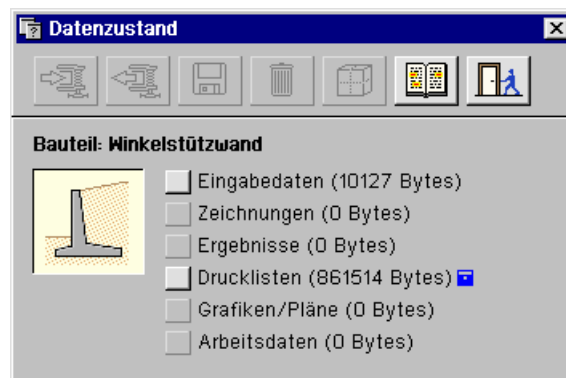 Datenzustand
Bauteil: Winkelstützwand
Eingabedaten (10127 Bytes)
Zeichnungen (0 Bytes)
Ergebnisse (0 Bytes)
Drucklisten (861514 Bytes)
Grafiken/Pläne (0 Bytes)
Arbeitsdaten (0 Bytes)